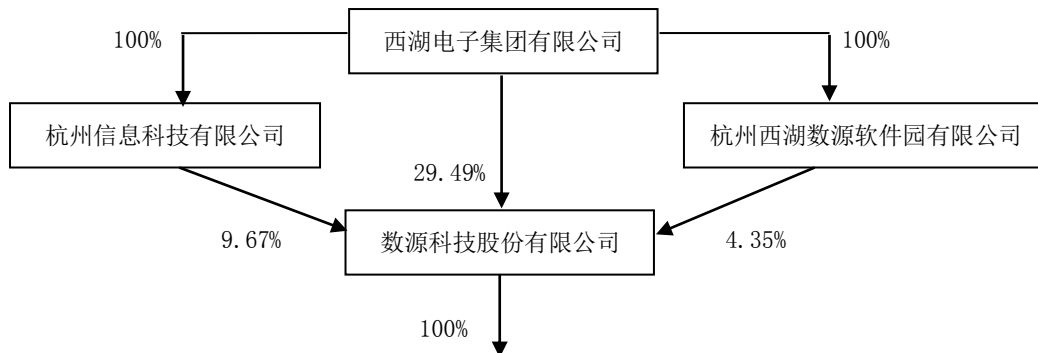 西湖电子集团有限公司
100%
100%
杭州信息科技有限公司
杭州西湖数源软件园有限公司
29.49%
9.67%
数源科技股份有限公司
4.35%
100%